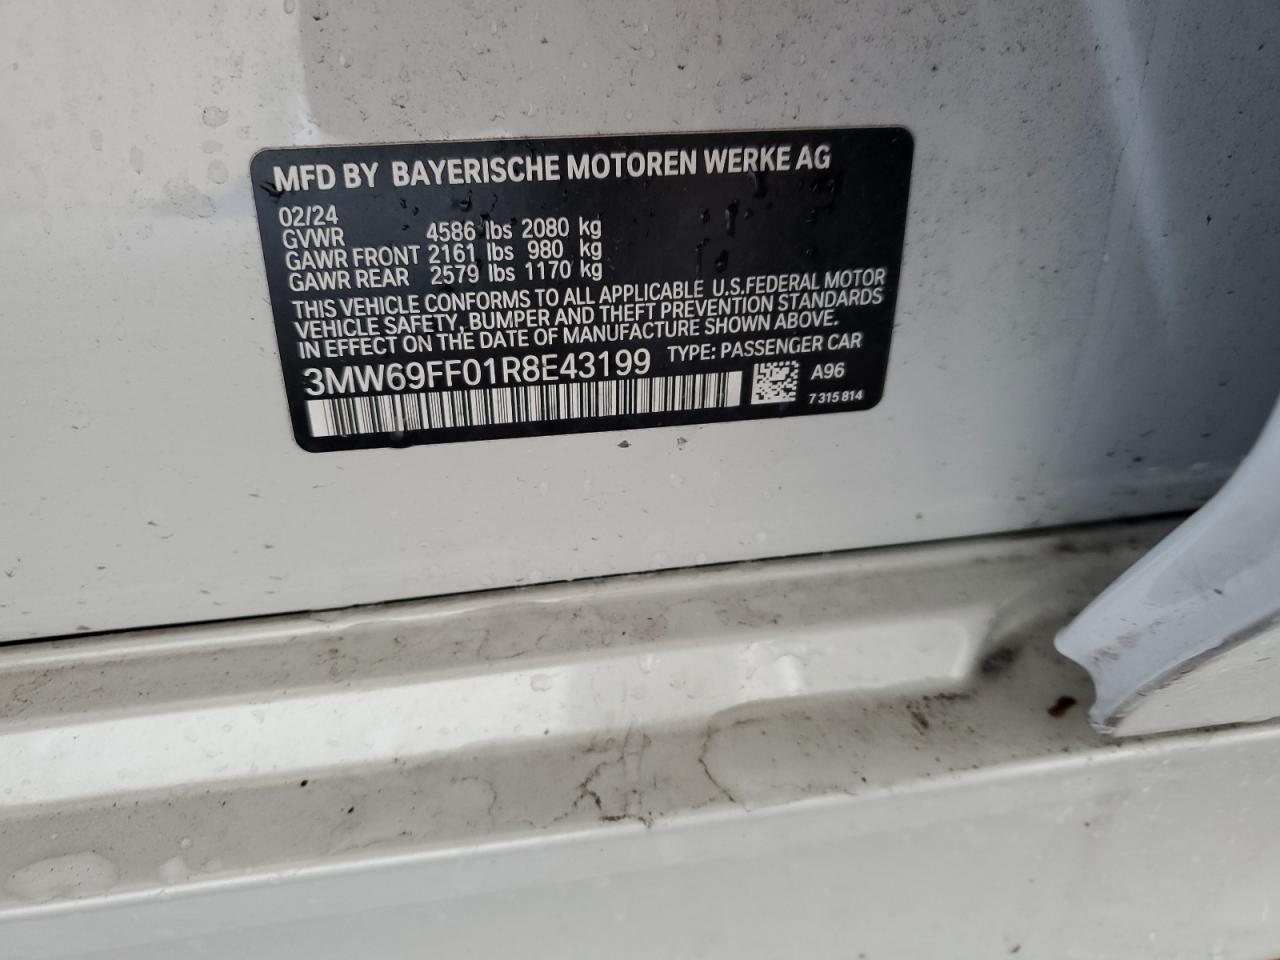 MFD BY BAYERISCHE MOTOREN WERKE AG
02/24
GVWR 4586 lbs 2080 kg
GAWR FRONT 2161 lbs 980 kg
GAWR REAR 2579 lbs 1170 kg
THIS VEHICLE CONFORMS TO ALL APPLICABLE U.S.FEDERAL MOTOR
VEHICLE SAFETY, BUMPER AND THEFT PREVENTION STANDARDS
IN EFFECT ON THE DATE OF MANUFACTURE SHOWN ABOVE.
3MW69FF01R8E43199 TYPE: PASSENGER CAR
A96
7 315 814